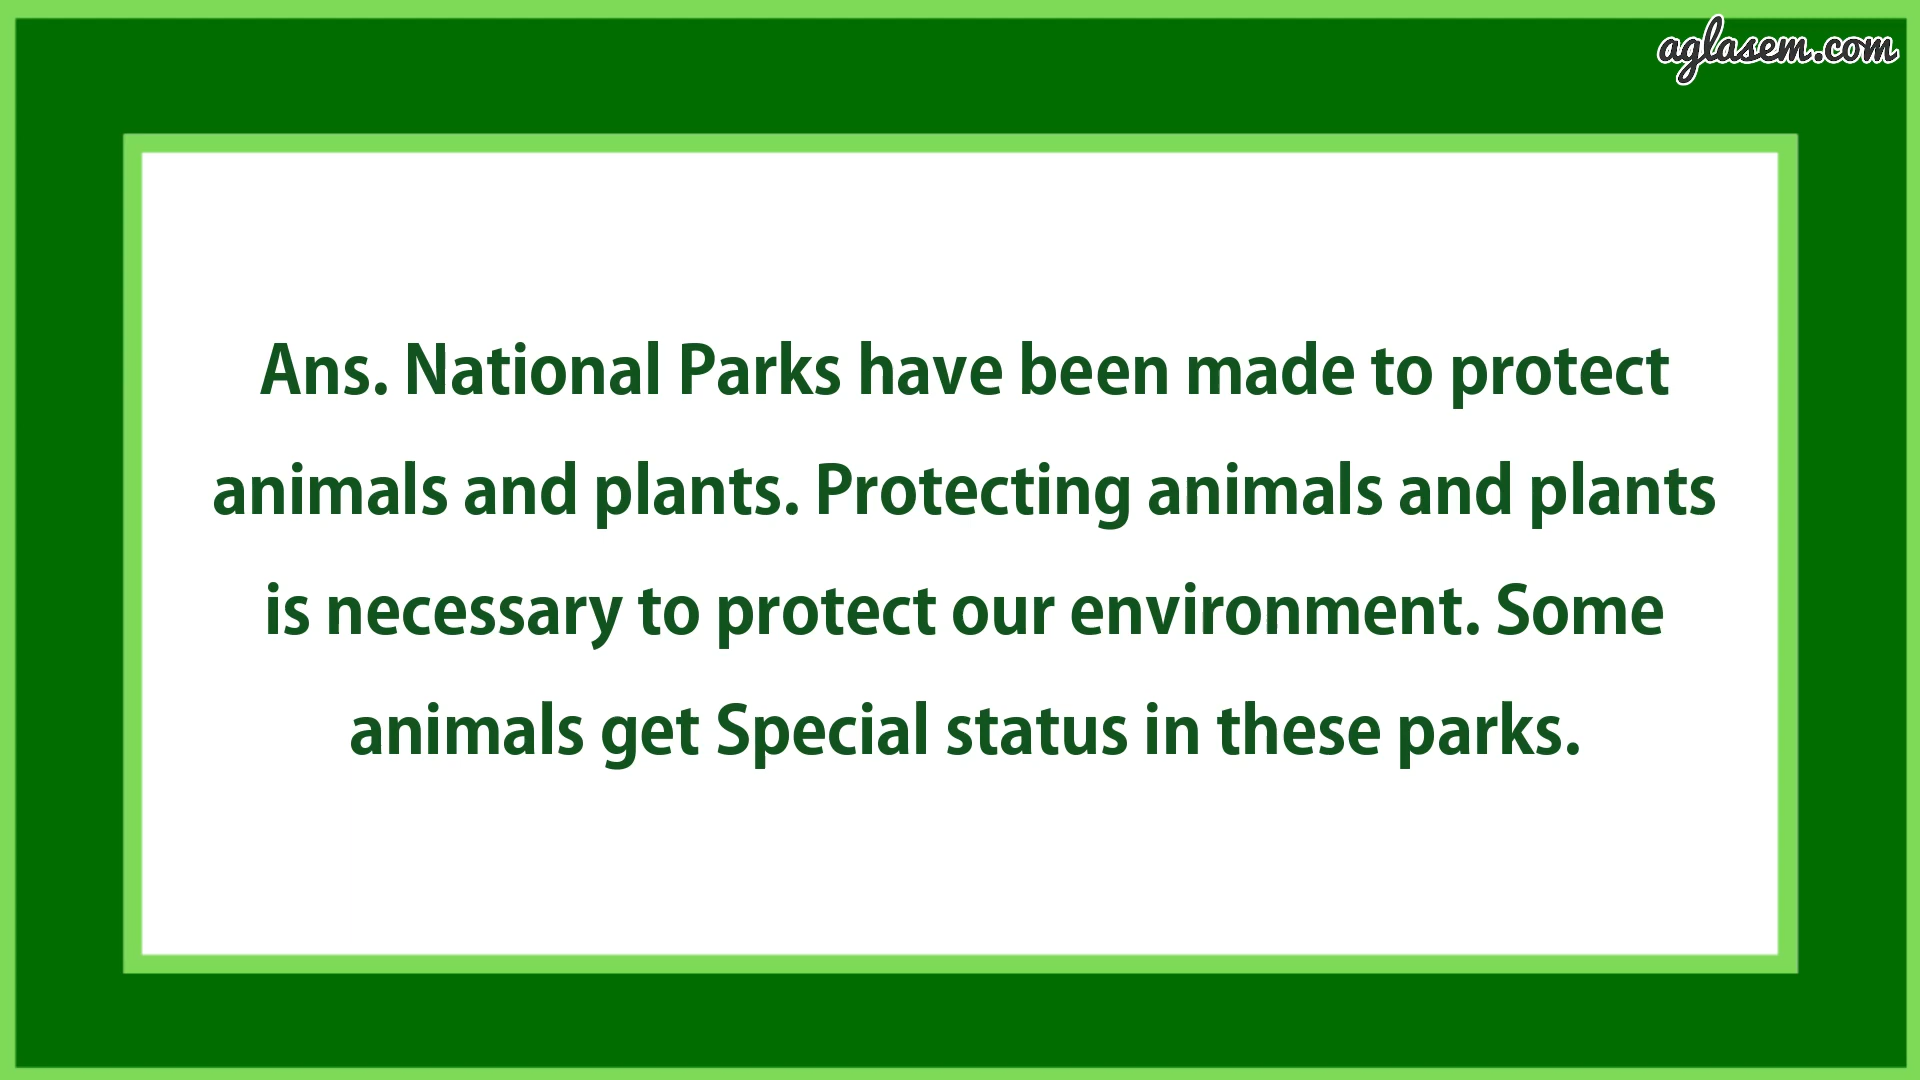 aglasem.com
Ans. National Parks have been made to protect
animals and plants. Protecting animals and plants
is necessary to protect our environment. Some
animals get Special status in these parks.